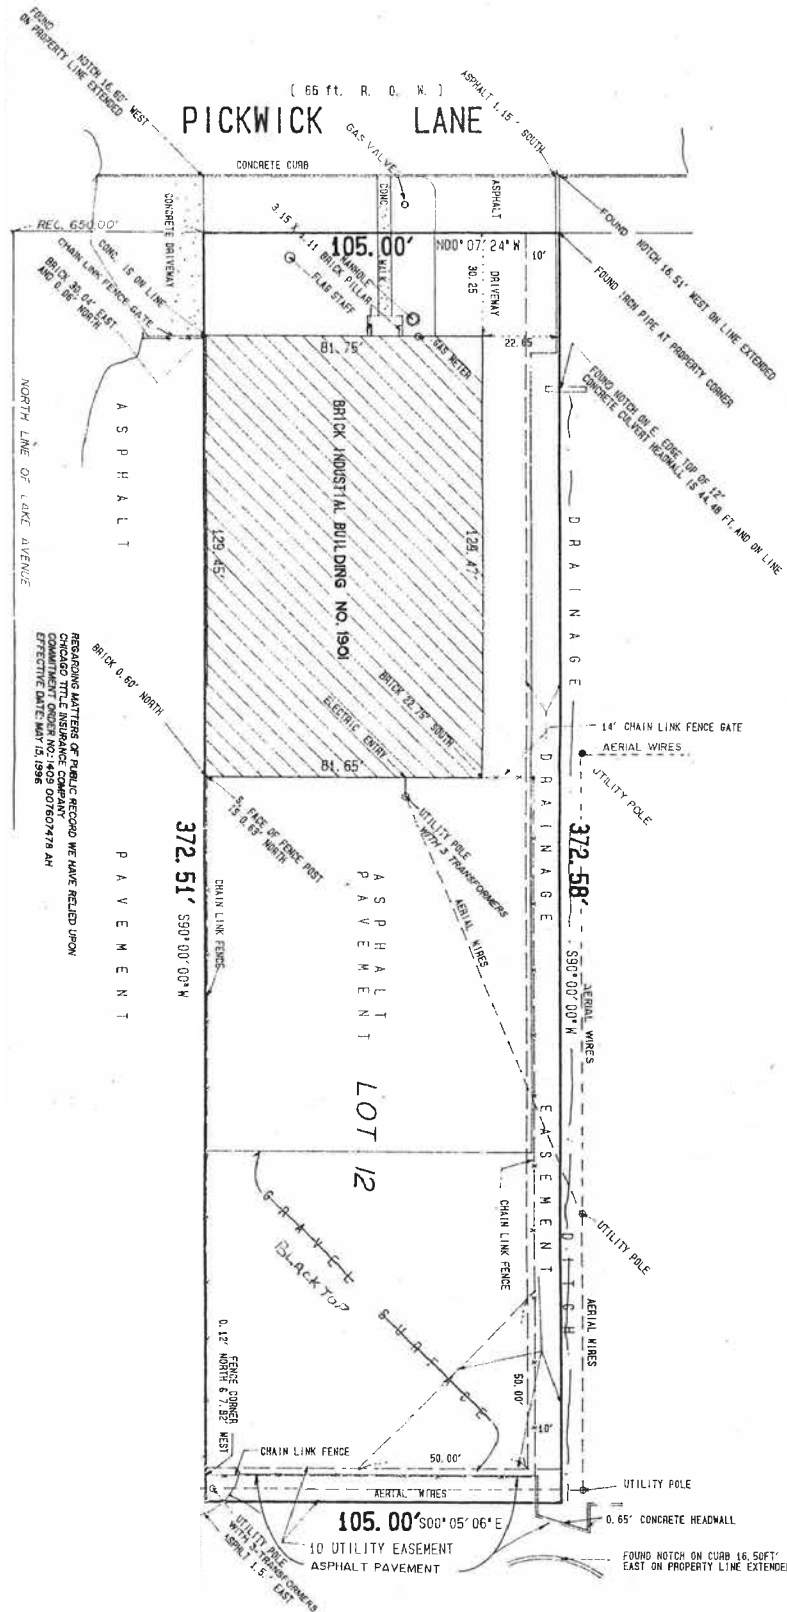 FOUND NOTCH 16.60' WEST
ON PROPERTY LINE EXTENDED
( 66 ft. R. O. W. )
PICKWICK LANE
ASPHALT 1.15' SOUTH
GAS VALVE
CONCRETE CURB
CONCRETE DRIVEWAY
CONC.
WALK
ASPHALT
DRIVEWAY
REC. 650.00'
CONC. IS ON LINE
CHAIN LINK FENCE GATE
BRICK 30.04' EAST
AND 0.06' NORTH
3.15 X 2.11 BRICK PILLAR
MANHOLE
FLAG STAFF
105.00'
N00°07'24"W
10'
30.25
22.65
GAS METER
81.75'
FOUND NOTCH 16.51' WEST ON LINE EXTENDED
FOUND IRON PIPE AT PROPERTY CORNER
FOUND NOTCH ON E. EDGE TOP OF 12"
CONCRETE CULVERT HEADWALL IS 44.48 FT. AND ON LINE
NORTH LINE OF LAKE AVENUE
ASPHALT
PAVEMENT
BRICK INDUSTIAL BUILDING NO. 1901
129.45'
129.47'
DRAINAGE
BRICK 22.75' SOUTH
ELECTRIC ENTRY
81.65'
BRICK 0.60' NORTH
REGARDING MATTERS OF PUBLIC RECORD WE HAVE RELIED UPON
CHICAGO TITLE INSURANCE COMPANY
COMMITMENT ORDER NO.: 1409 007607478 AH
EFFECTIVE DATE: MAY 15, 1996
14' CHAIN LINK FENCE GATE
AERIAL WIRES
UTILITY POLE
S. FACE OF FENCE POST
IS 0.63' NORTH
UTILITY POLE
WITH 3 TRANSFORMERS
AERIAL WIRES
372.51' S90°00'00"W
CHAIN LINK FENCE
ASPHALT
PAVEMENT
DRAINAGE
EASEMENT
372.58' S90°00'00"W
AERIAL WIRES
LOT 12
CHAIN LINK FENCE
UTILITY POLE
DITCH
GRAVEL SURFACE
BLACK TOP
AERIAL WIRES
50.00'
10'
50.00'
FENCE CORNER
0.12' NORTH & 7.82' WEST
CHAIN LINK FENCE
AERIAL WIRES
UTILITY POLE
105.00' S00°05'06"E
0.65' CONCRETE HEADWALL
10 UTILITY EASEMENT
ASPHALT PAVEMENT
UTILITY POLE
WITH 3 TRANSFORMERS
ASPHLT 1.5' EAST
FOUND NOTCH ON CURB 16.50FT'
EAST ON PROPERTY LINE EXTENDED